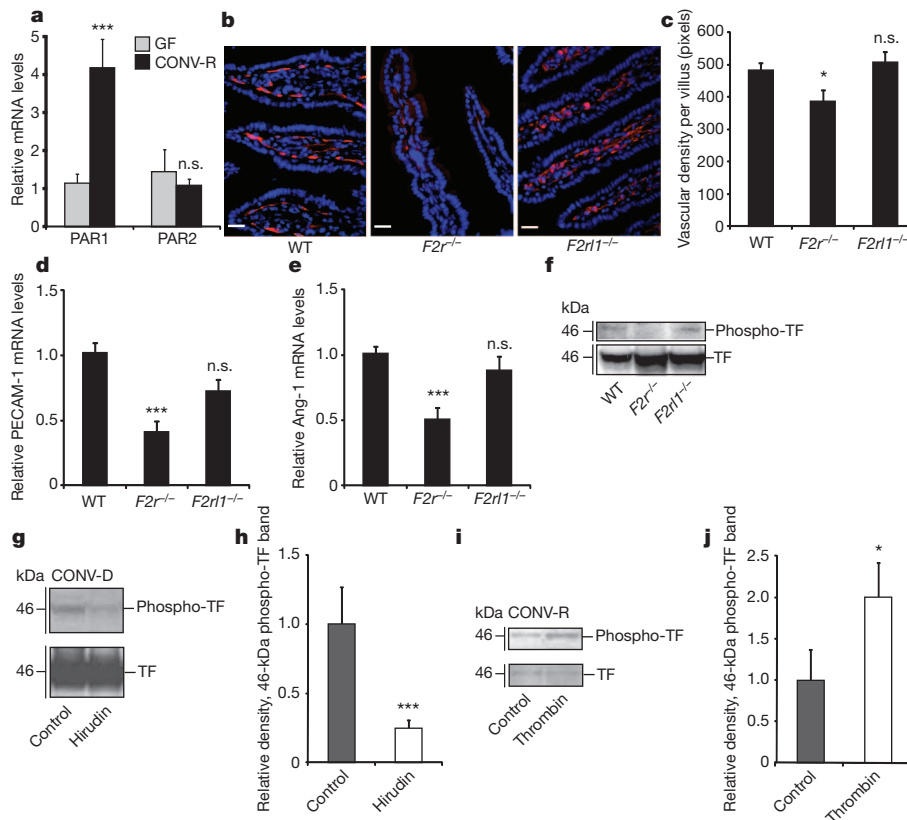 a
Relative mRNA levels
5
4
3
2
1
0
***
n.s.
GF
CONV-R
PAR1
PAR2
b
WT
F2r–/–
F2rl1–/–
c
Vascular density per villus (pixels)
600
500
400
300
200
100
0
*
n.s.
WT
F2r–/–
F2rl1–/–
d
Relative PECAM-1 mRNA levels
1.5
1.0
0.5
0
***
n.s.
WT
F2r–/–
F2rl1–/–
e
Relative Ang-1 mRNA levels
1.5
1.0
0.5
0
***
n.s.
WT
F2r–/–
F2rl1–/–
f
kDa
46
Phospho-TF
46
TF
WT
F2r–/–
F2rl1–/–
g
kDa CONV-D
46
Phospho-TF
46
TF
Control
Hirudin
h
Relative density, 46-kDa phospho-TF band
1.5
1.0
0.5
0
***
Control
Hirudin
i
kDa CONV-R
46
Phospho-TF
46
TF
Control
Thrombin
j
Relative density, 46-kDa phospho-TF band
2.5
2.0
1.5
1.0
0.5
0
*
Control
Thrombin